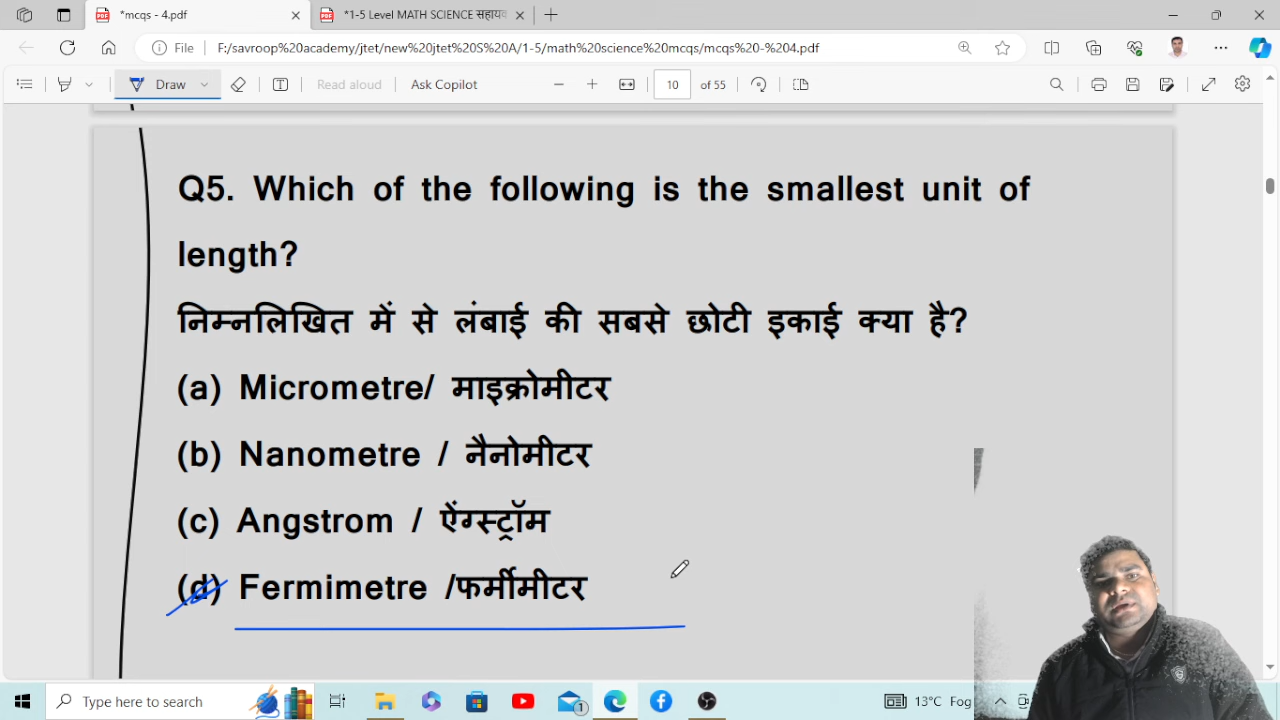 *mcqs - 4.pdf
*1-5 Level MATH SCIENCE सहायव
File F:/savroop%20academy/jtet/new%20jtet%20S%20A/1-5/math%20science%20mcqs/mcqs%20-%204.pdf
Draw
Read aloud
Ask Copilot
10 of 55
Q5. Which of the following is the smallest unit of
length?
निम्नलिखित में से लंबाई की सबसे छोटी इकाई क्या है?
(a) Micrometre/ माइक्रोमीटर
(b) Nanometre / नैनोमीटर
(c) Angstrom / ऐंग्स्ट्रॉम
(d) Fermimetre /फर्मीमीटर
Type here to search
1
13°C Fog